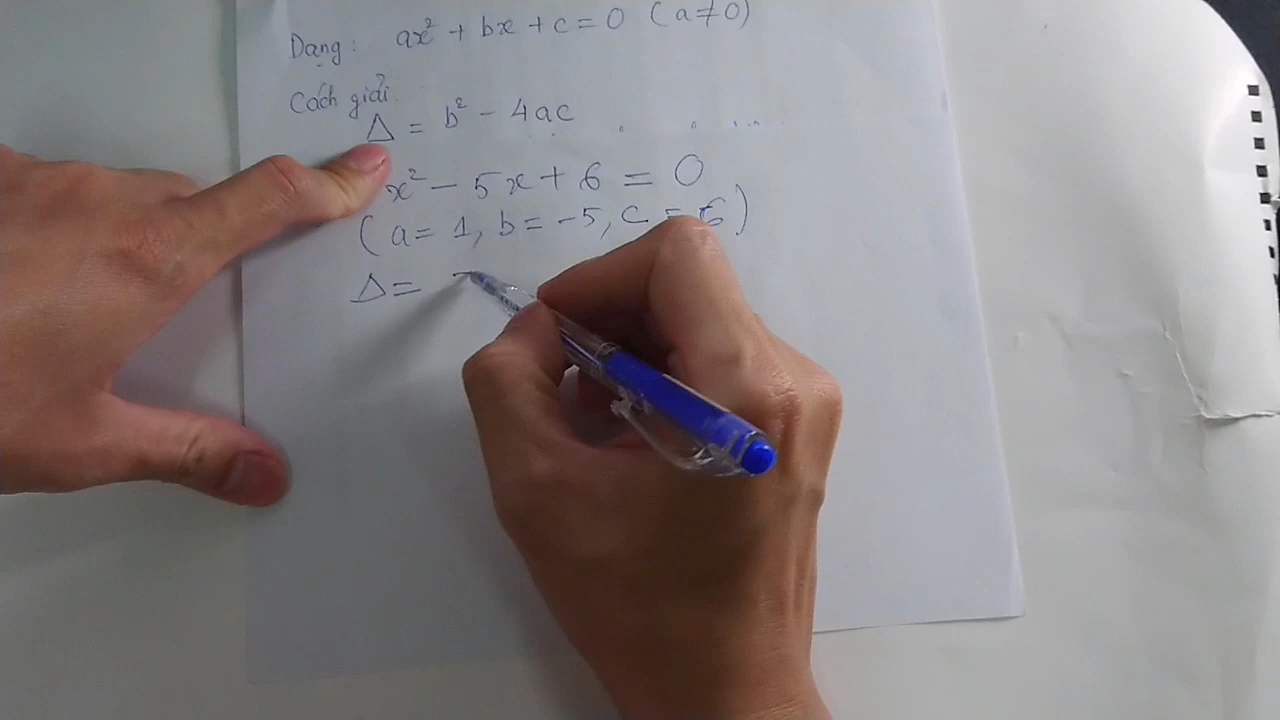 Dạng: ax² + bx + c = 0 (a ≠ 0)
Cách giải
Δ = b² - 4ac
x² - 5x + 6 = 0
(a = 1, b = -5, c = 6)
Δ =